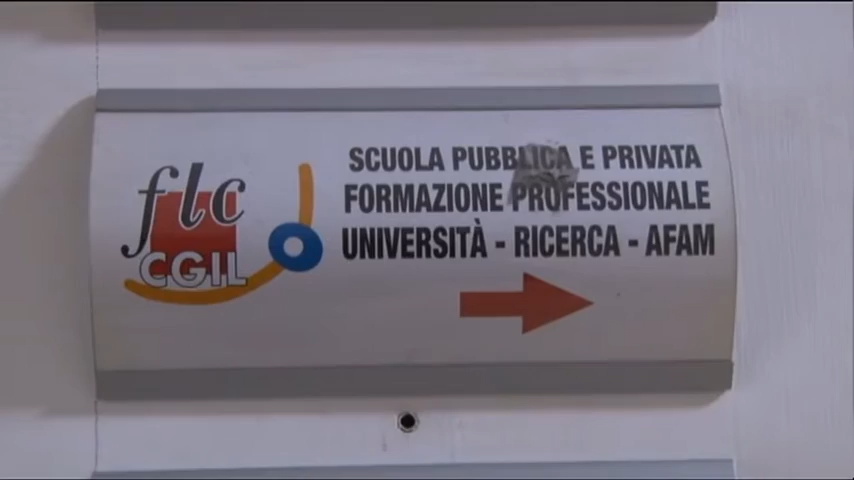 flc
CGIL
SCUOLA PUBBLICA E PRIVATA
FORMAZIONE PROFESSIONALE
UNIVERSITÀ - RICERCA - AFAM